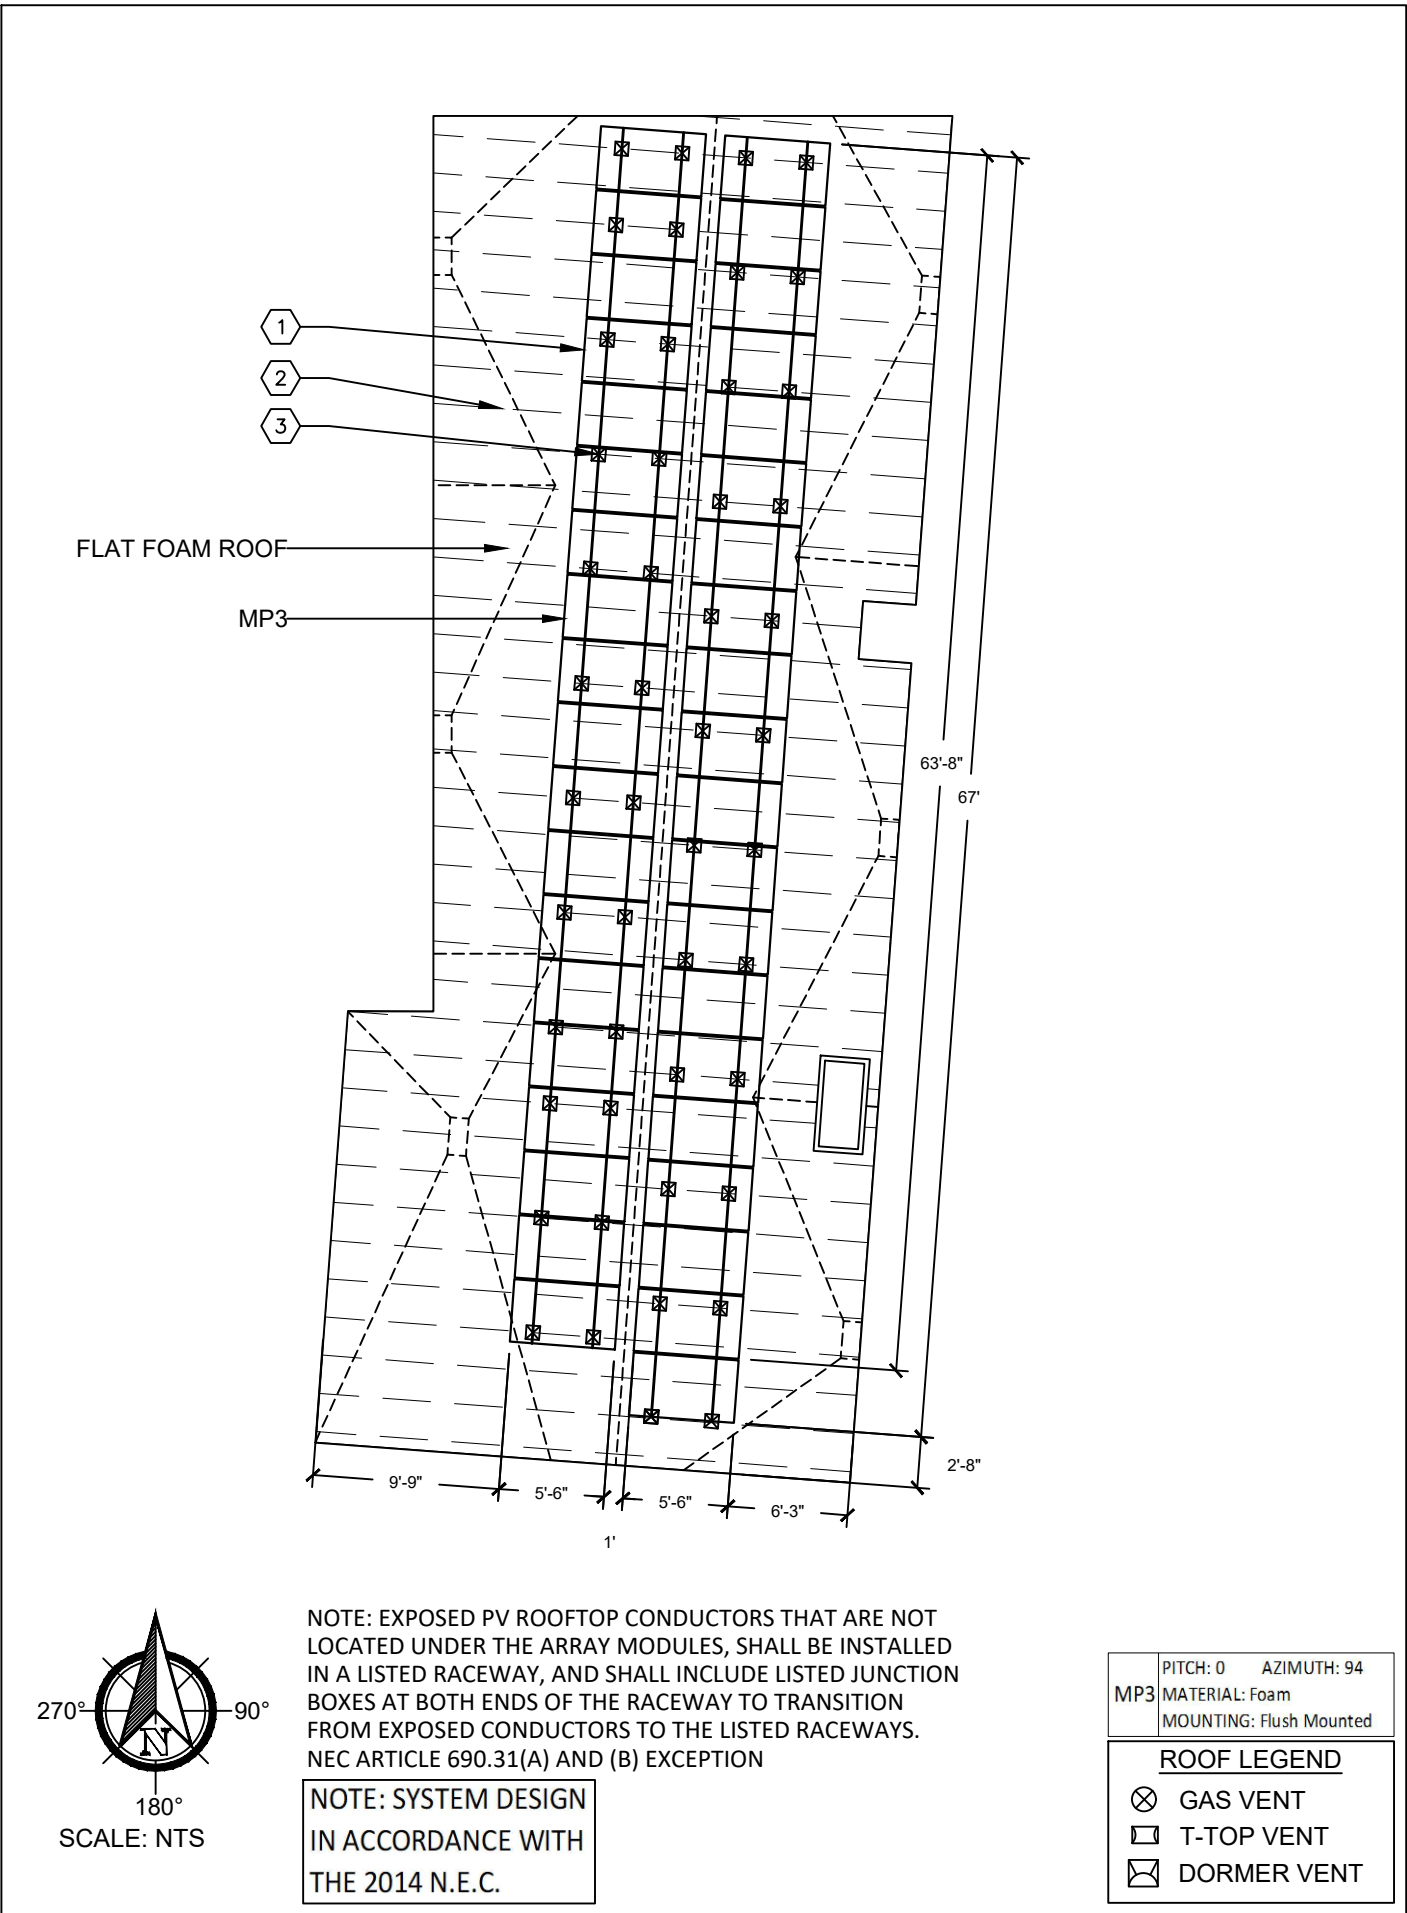 1
2
3
FLAT FOAM ROOF
MP3
63'-8"
67'
2'-8"
9'-9"
5'-6"
5'-6"
6'-3"
1'
270°
90°
N
180°
SCALE: NTS
NOTE: EXPOSED PV ROOFTOP CONDUCTORS THAT ARE NOT
LOCATED UNDER THE ARRAY MODULES, SHALL BE INSTALLED
IN A LISTED RACEWAY, AND SHALL INCLUDE LISTED JUNCTION
BOXES AT BOTH ENDS OF THE RACEWAY TO TRANSITION
FROM EXPOSED CONDUCTORS TO THE LISTED RACEWAYS.
NEC ARTICLE 690.31(A) AND (B) EXCEPTION
NOTE: SYSTEM DESIGN
IN ACCORDANCE WITH
THE 2014 N.E.C.
MP3
PITCH: 0 AZIMUTH: 94
MATERIAL: Foam
MOUNTING: Flush Mounted
ROOF LEGEND
GAS VENT
T-TOP VENT
DORMER VENT